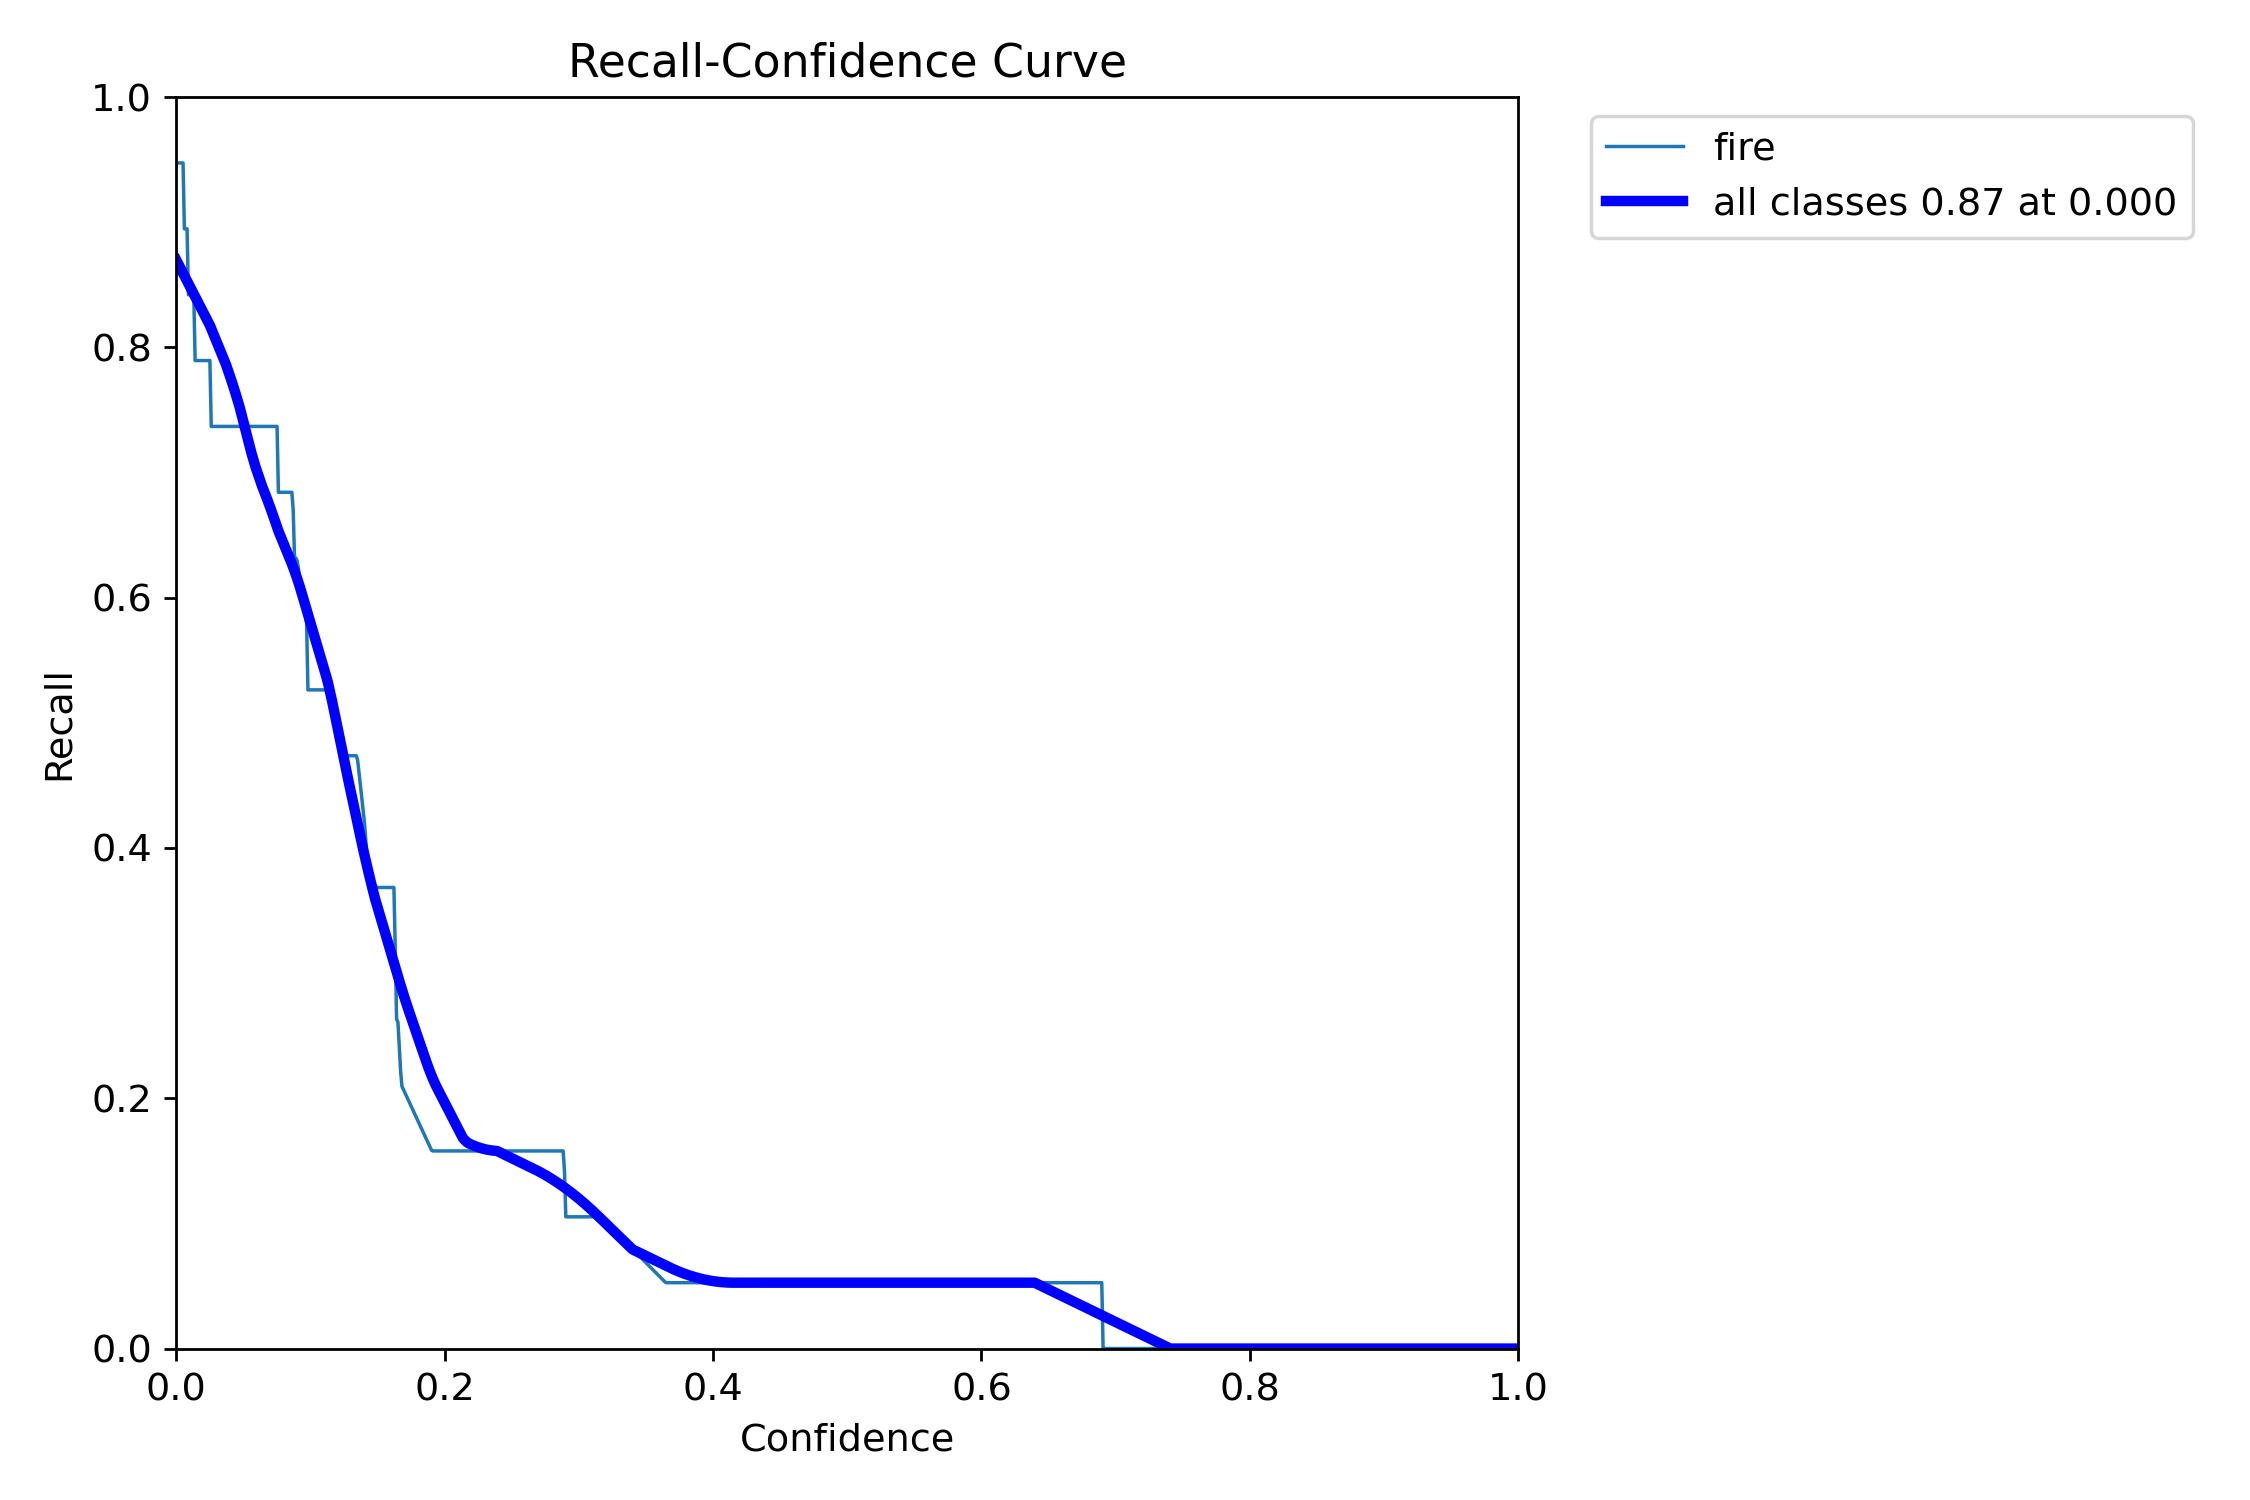 Recall-Confidence Curve
1.0
0.8
0.6
0.4
0.2
0.0
Recall
0.0 0.2 0.4 0.6 0.8 1.0
Confidence
fire
all classes 0.87 at 0.000